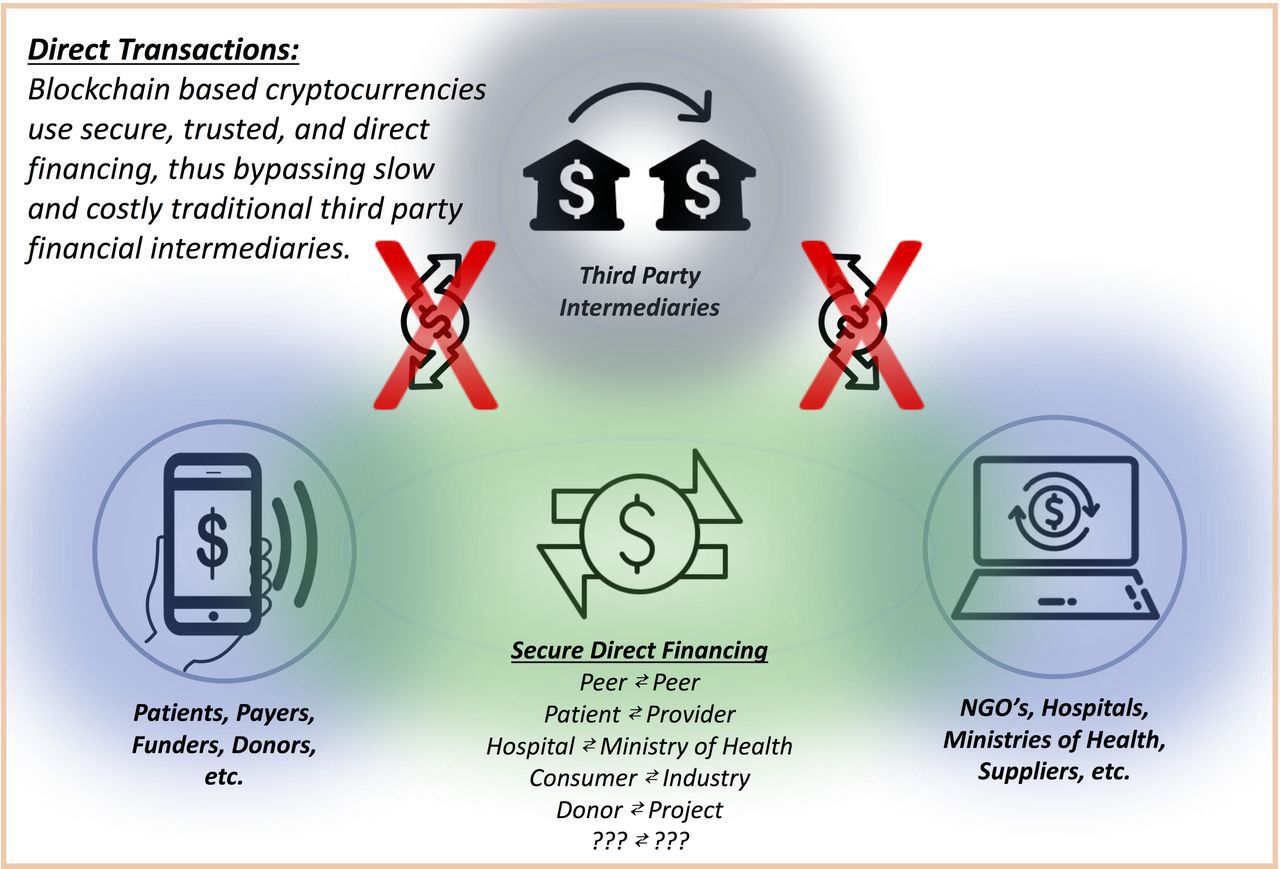 Direct Transactions:
Blockchain based cryptocurrencies
use secure, trusted, and direct
financing, thus bypassing slow
and costly traditional third party
financial intermediaries.
$ $
Third Party
Intermediaries
$ $
$
$
$
Secure Direct Financing
Peer ⇄ Peer
Patient ⇄ Provider
Hospital ⇄ Ministry of Health
Consumer ⇄ Industry
Donor ⇄ Project
??? ⇄ ???
Patients, Payers,
Funders, Donors,
etc.
NGO’s, Hospitals,
Ministries of Health,
Suppliers, etc.